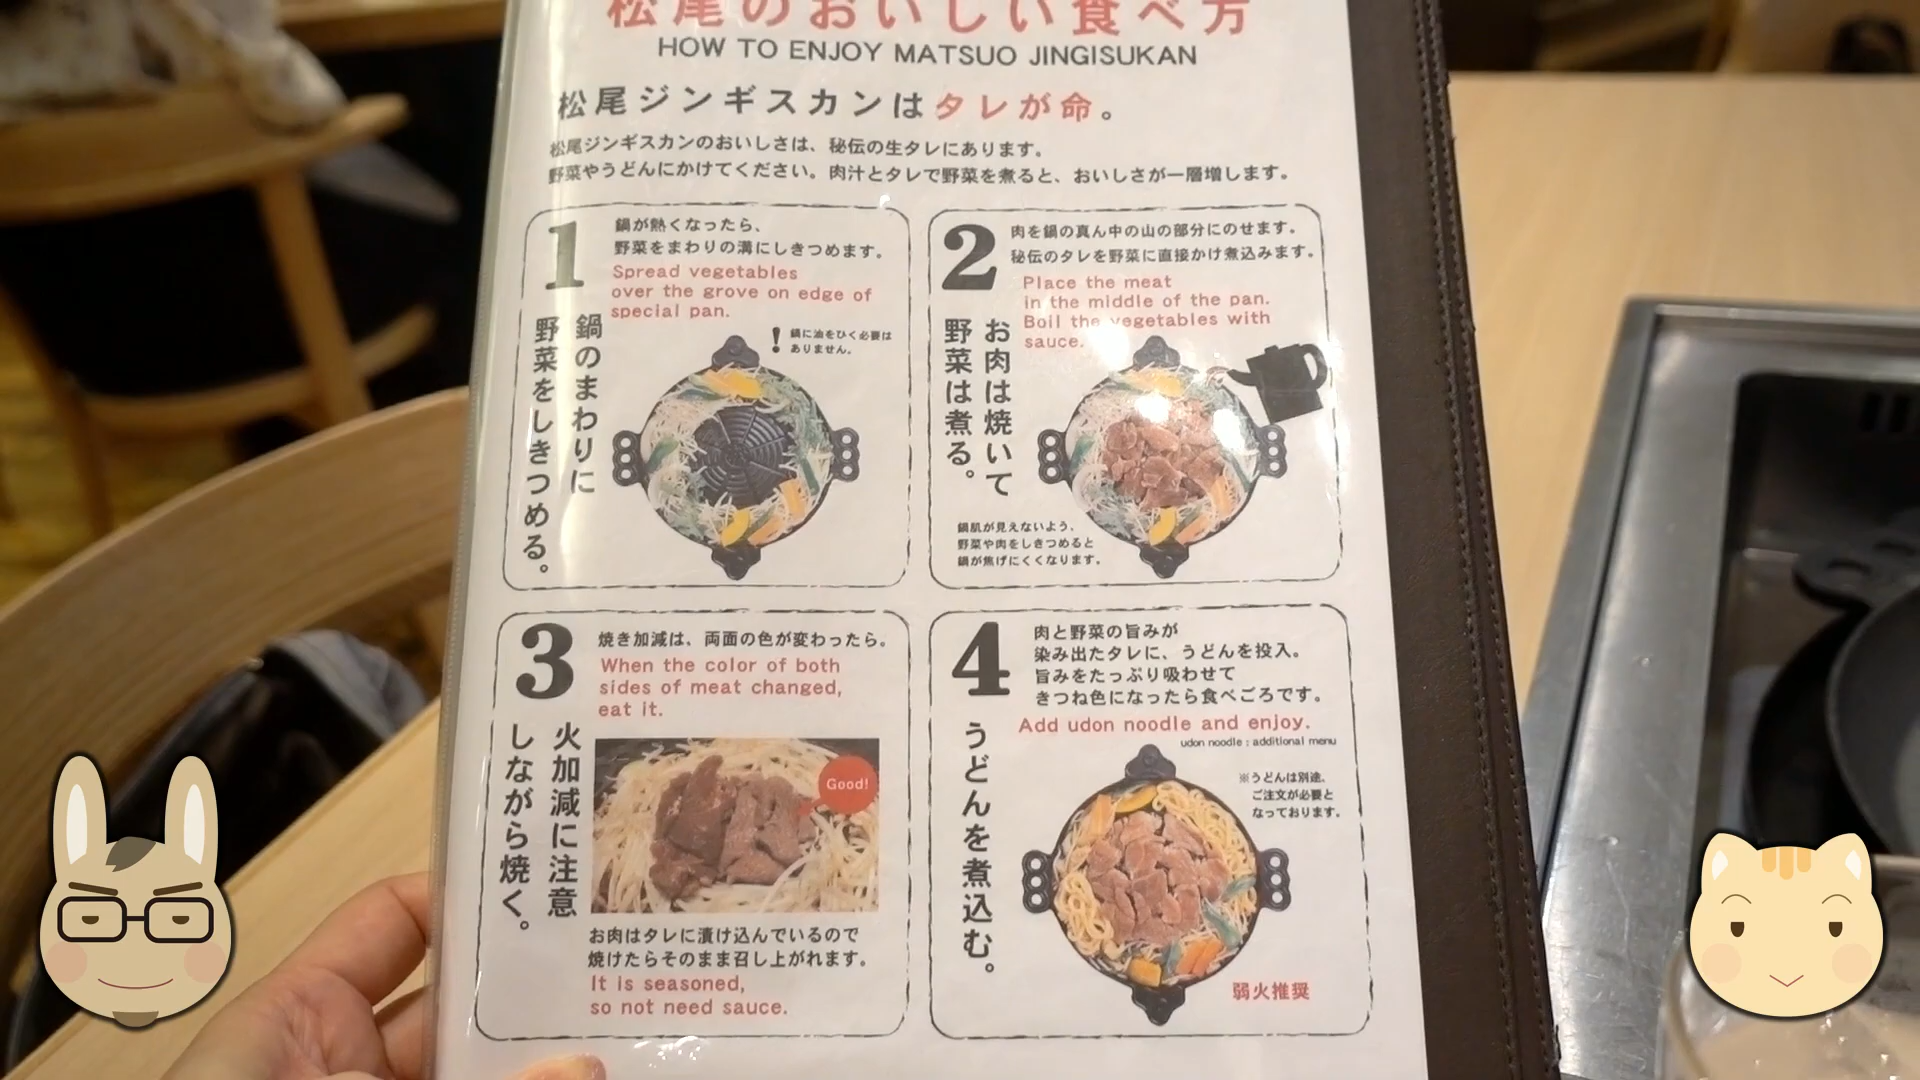 松尾のおいしい食べ方
HOW TO ENJOY MATSUO JINGISUKAN
松尾ジンギスカンはタレが命。
松尾ジンギスカンのおいしさは、秘伝の生タレにあります。
野菜やうどんにかけてください。肉汁とタレで野菜を煮ると、おいしさが一層増します。
1
鍋が熱くなったら、
野菜をまわりの溝にしきつめます。
Spread vegetables
over the grove on edge of
special pan.
鍋のまわりに
野菜をしきつめる。
! 鍋に油をひく必要は
ありません。
2
肉を鍋の真ん中の山の部分にのせます。
秘伝のタレを野菜に直接かけ煮込みます。
Place the meat
in the middle of the pan.
Boil the vegetables with
sauce.
お肉は焼いて
野菜は煮る。
鍋肌が見えないよう、
野菜や肉をしきつめると
鍋が焦げにくくなります。
3
焼き加減は、両面の色が変わったら。
When the color of both
sides of meat changed,
eat it.
火加減に注意
しながら焼く。
Good!
お肉はタレに漬け込んでいるので
焼けたらそのまま召し上がれます。
It is seasoned,
so not need sauce.
4
肉と野菜の旨みが
染み出たタレに、うどんを投入。
旨みをたっぷり吸わせて
きつね色になったら食べごろです。
Add udon noodle and enjoy.
udon noodle : additional menu
うどんを煮込む。
※うどんは別途、
ご注文が必要と
なっております。
弱火推奨